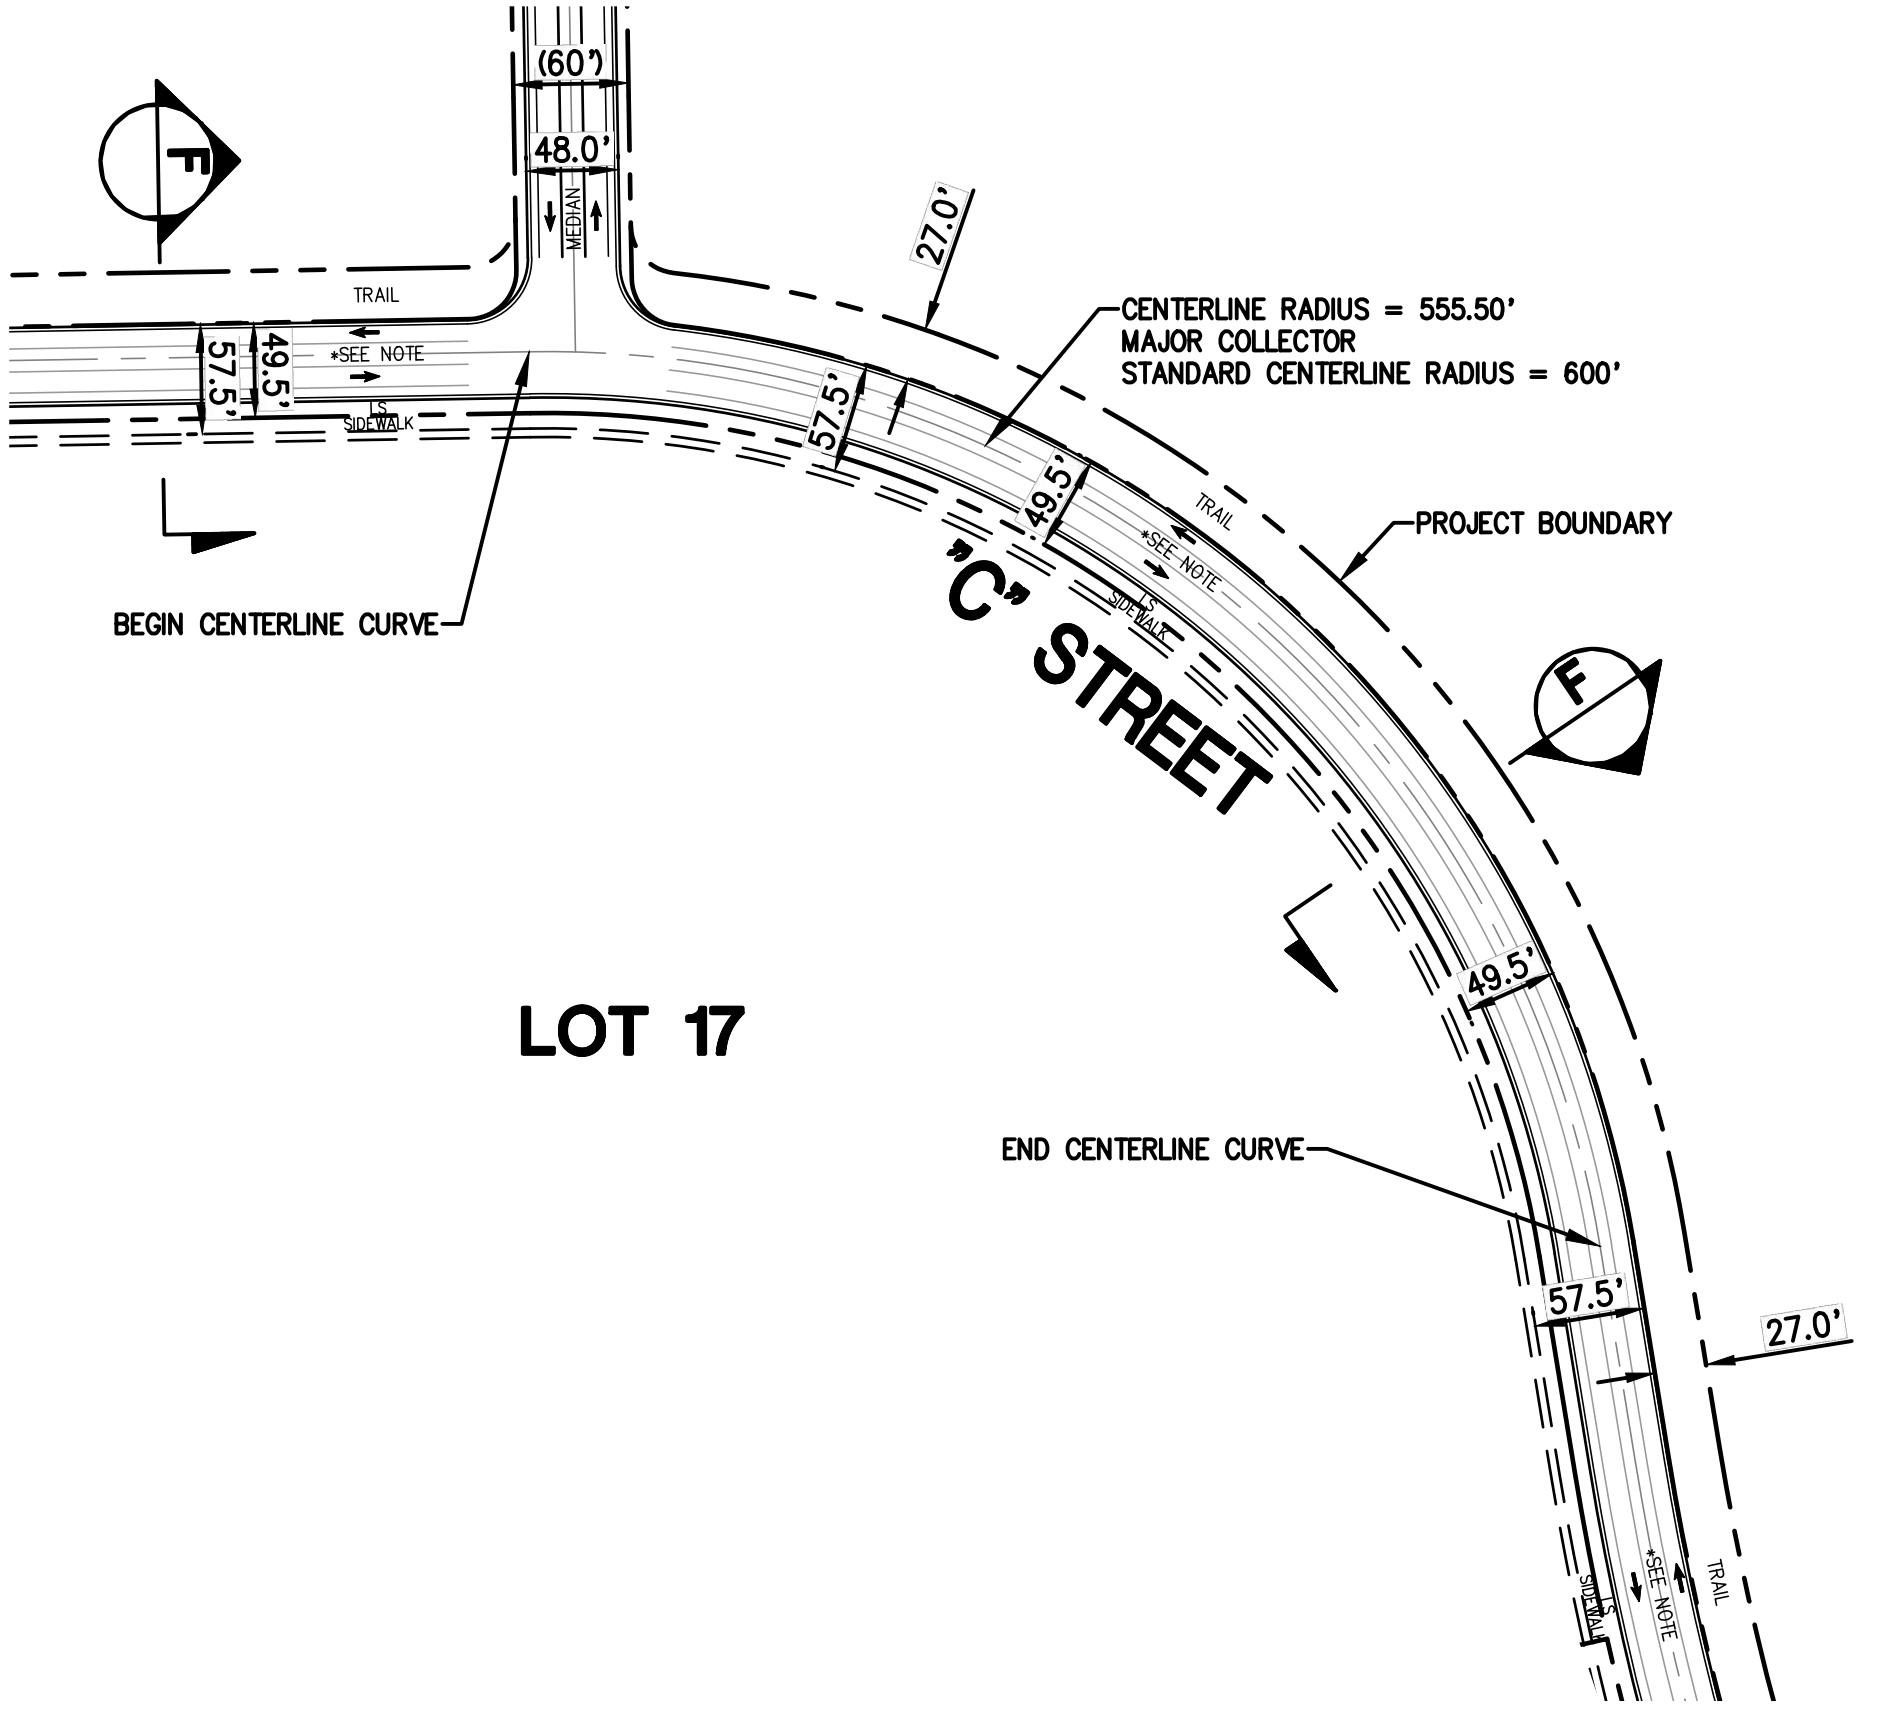 (60')
48.0'
MEDIAN
F
27.0'
TRAIL
57.5'
49.5'
*SEE NOTE
LS
SIDEWALK
CENTERLINE RADIUS = 555.50'
MAJOR COLLECTOR
STANDARD CENTERLINE RADIUS = 600'
57.5'
49.5'
TRAIL
*SEE NOTE
LS
SIDEWALK
PROJECT BOUNDARY
"C" STREET
BEGIN CENTERLINE CURVE
F
49.5'
LOT 17
END CENTERLINE CURVE
57.5'
27.0'
TRAIL
*SEE NOTE
LS
SIDEWALK